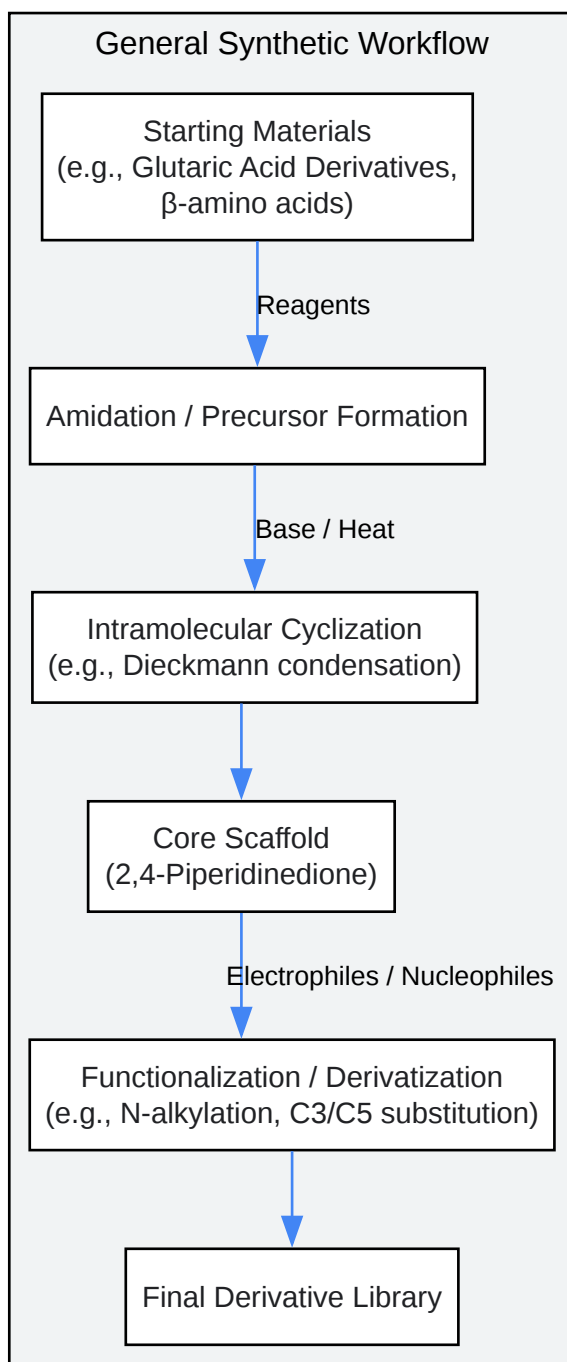 General Synthetic Workflow
Starting Materials
(e.g., Glutaric Acid Derivatives,
β-amino acids)
Reagents
Amidation / Precursor Formation
Base / Heat
Intramolecular Cyclization
(e.g., Dieckmann condensation)
Core Scaffold
(2,4-Piperidinedione)
Electrophiles / Nucleophiles
Functionalization / Derivatization
(e.g., N-alkylation, C3/C5 substitution)
Final Derivative Library